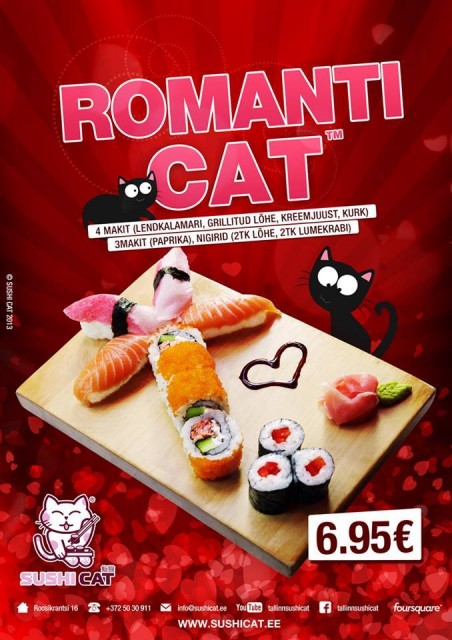 ROMANTI
CAT™
4 MAKIT (LENDKALAMARI, GRILLITUD LÕHE, KREEMJUUST, KURK)
3MAKIT (PAPRIKA), NIGIRID (2TK LÕHE, 2TK LUMEKRABI)
© SUSHI CAT 2013
6.95€
®
SUSHI CAT
Roosikrantsi 16 +372 50 30 911 info@sushicat.ee YouTube tallinnsushicat tallinnsushicat foursquare
WWW.SUSHICAT.EE